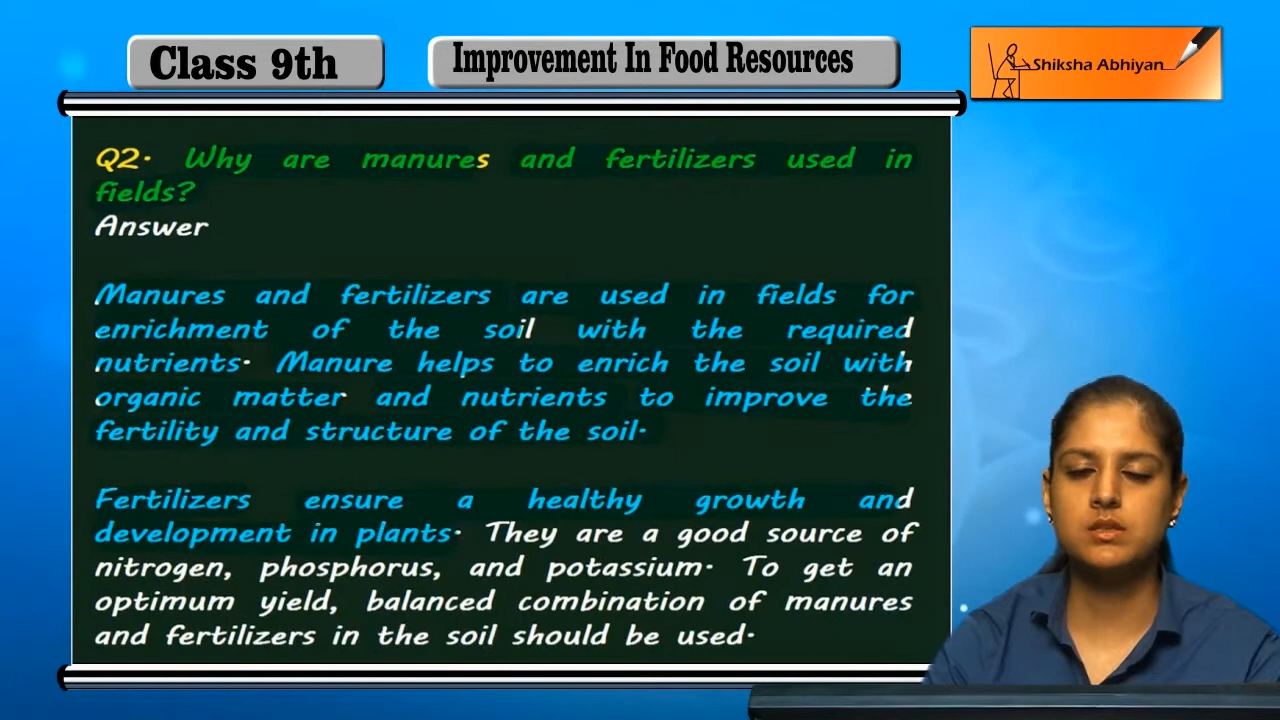 Class 9th
Improvement In Food Resources
Shiksha Abhiyan
Q2. Why are manures and fertilizers used in
fields?
Answer
Manures and fertilizers are used in fields for
enrichment of the soil with the required
nutrients. Manure helps to enrich the soil with
organic matter and nutrients to improve the
fertility and structure of the soil.
Fertilizers ensure a healthy growth and
development in plants. They are a good source of
nitrogen, phosphorus, and potassium. To get an
optimum yield, balanced combination of manures
and fertilizers in the soil should be used.